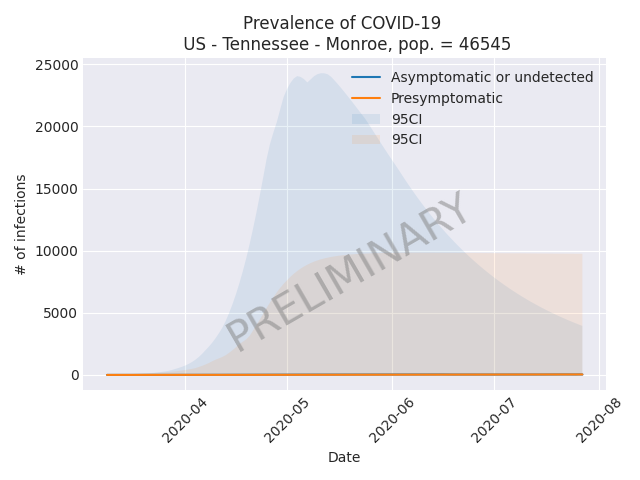 Prevalence of COVID-19
US - Tennessee - Monroe, pop. = 46545
25000
20000
15000
10000
5000
0
# of infections
Asymptomatic or undetected
Presymptomatic
95CI
95CI
PRELIMINARY
2020-04
2020-05
2020-06
2020-07
2020-08
Date